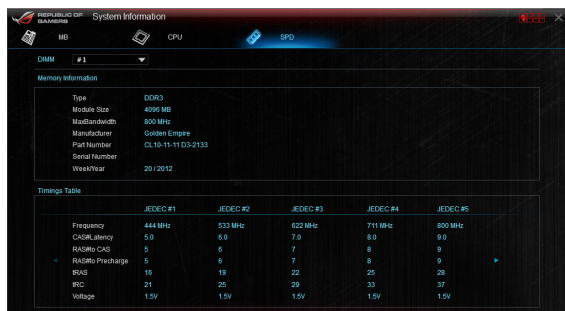 REPUBLIC OF GAMERS System Information
MB CPU SPD
DIMM #1
Memory Information
Type DDR3
Module Size 4096 MB
MaxBandwidth 800 MHz
Manufacturer Golden Empire
Part Number CL10-11-11 D3-2133
Serial Number
Week/Year 20 / 2012
Timings Table
JEDEC #1 JEDEC #2 JEDEC #3 JEDEC #4 JEDEC #5
Frequency 444 MHz 533 MHz 622 MHz 711 MHz 800 MHz
CAS#Latency 5.0 6.0 7.0 8.0 9.0
RAS#to CAS 5 6 7 8 9
RAS#to Precharge 5 6 7 8 9
tRAS 16 19 22 25 28
tRC 21 25 29 33 37
Voltage 1.5V 1.5V 1.5V 1.5V 1.5V